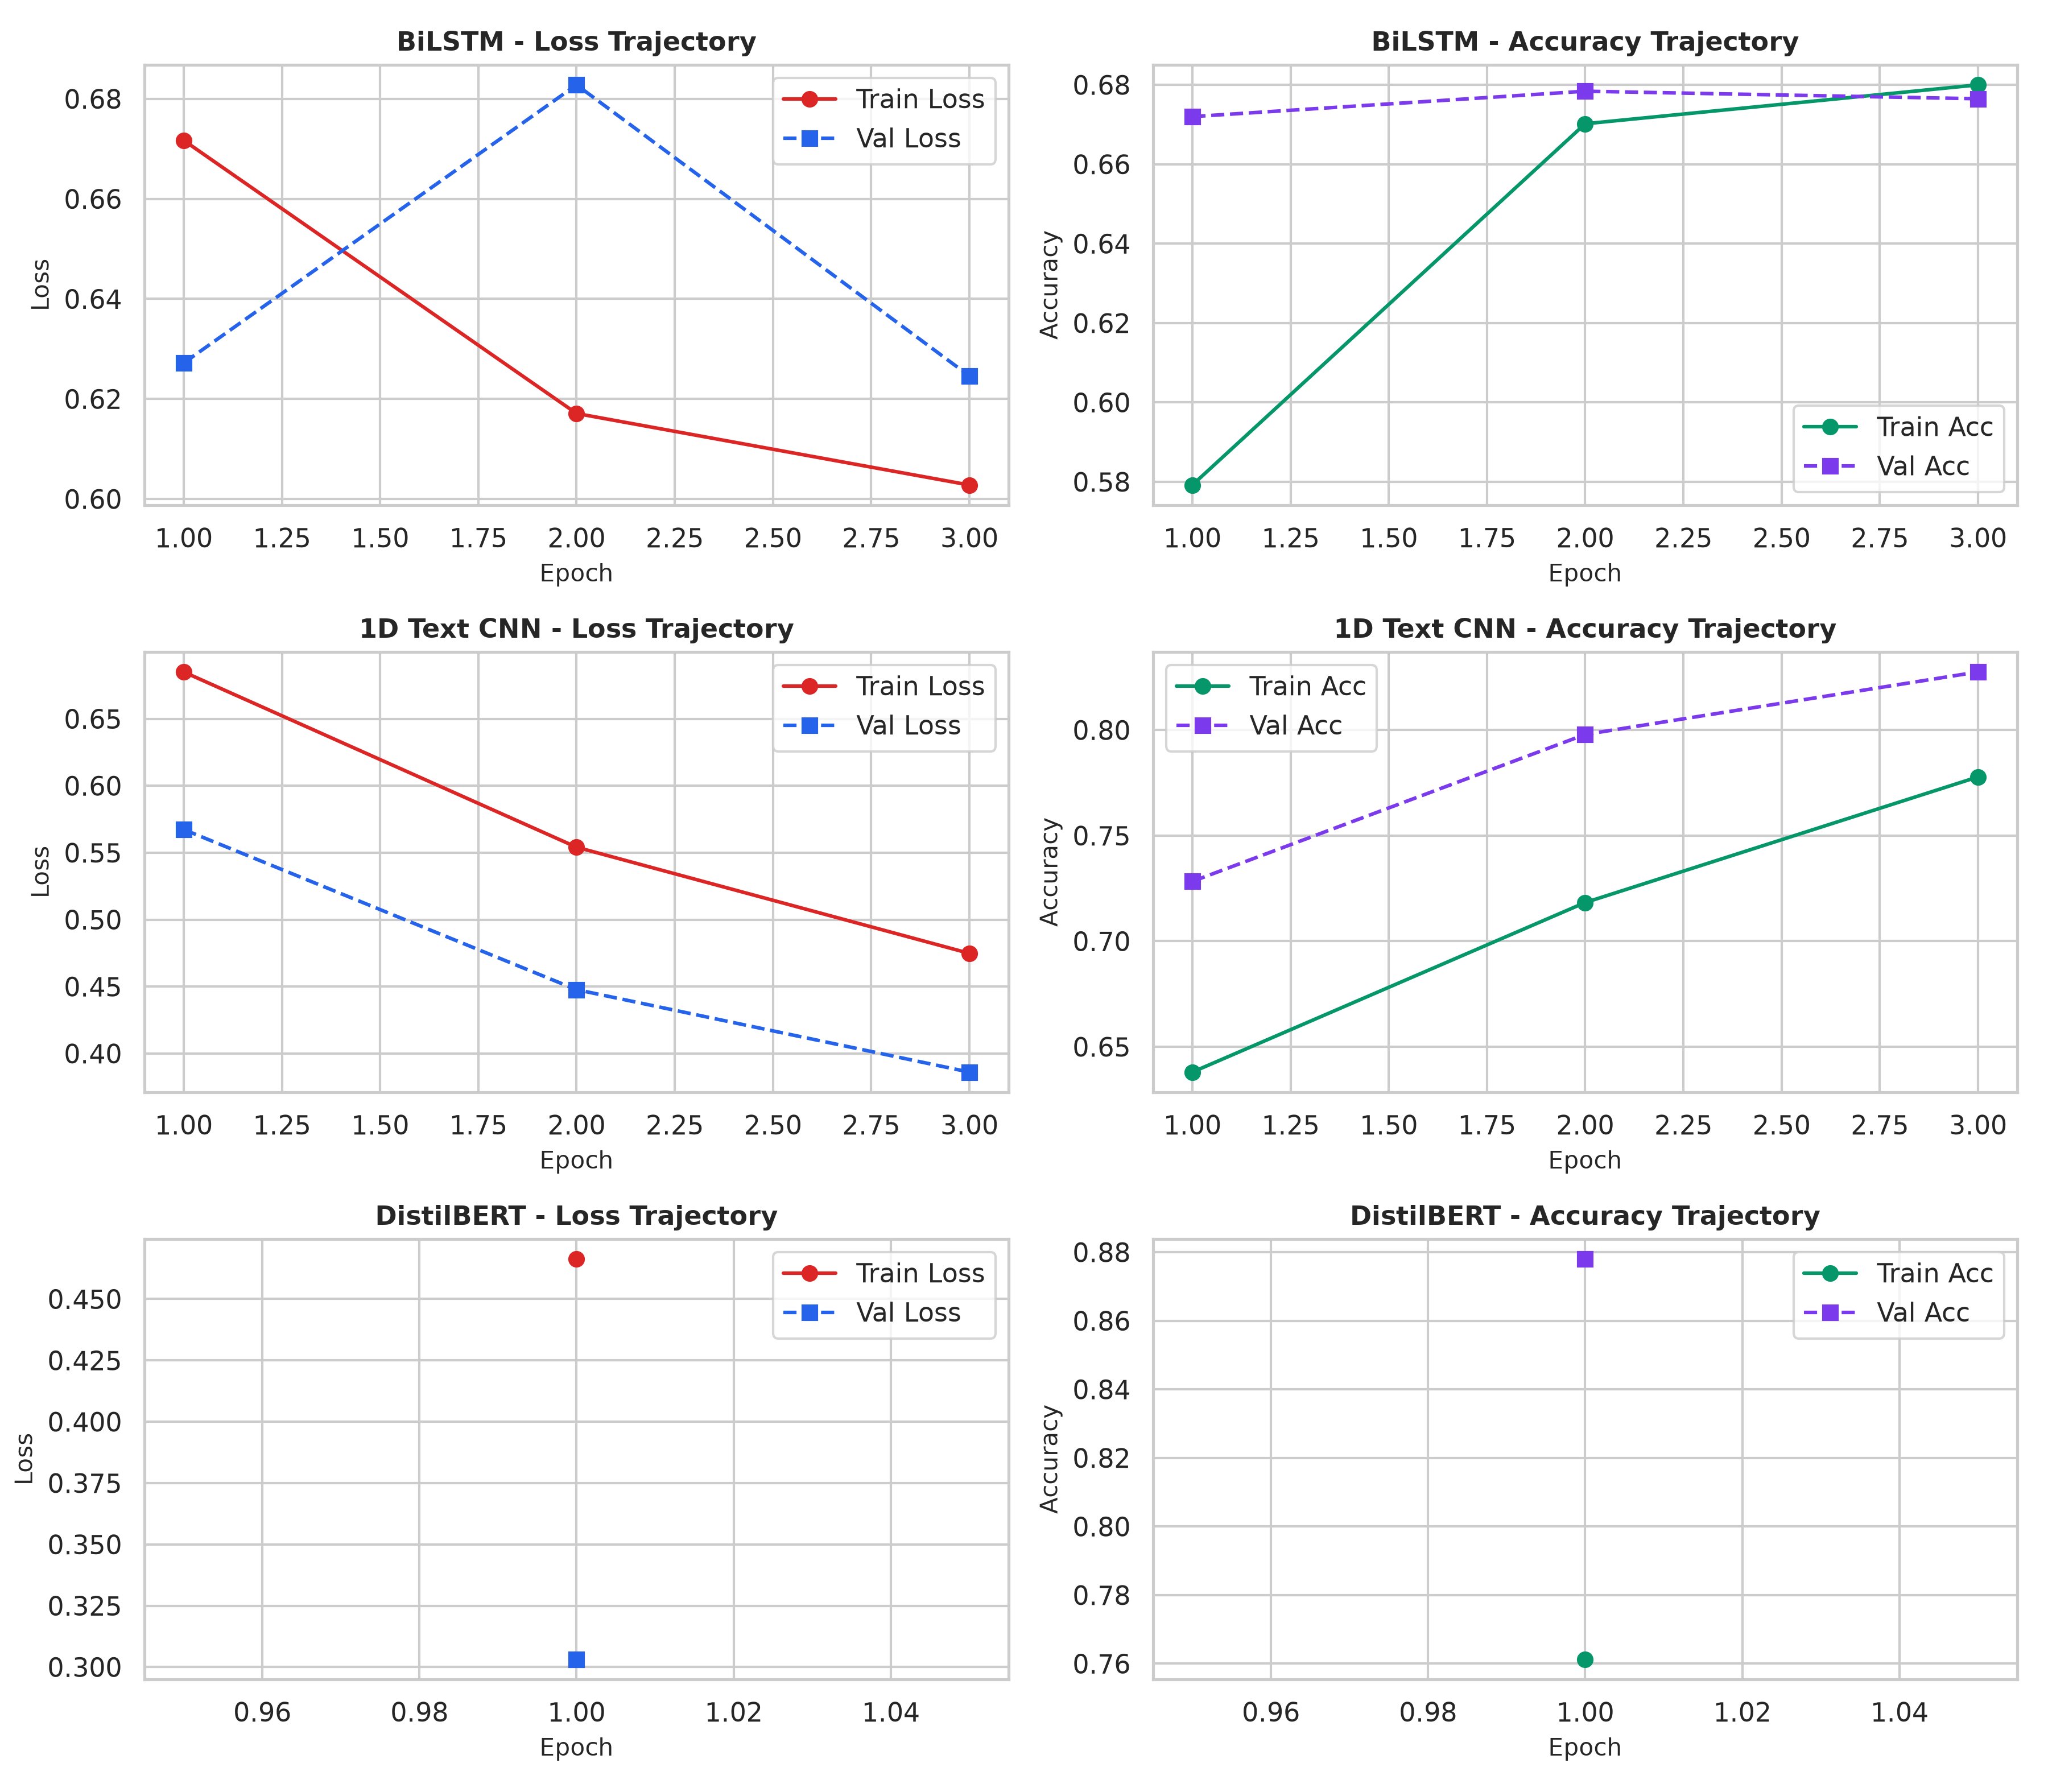 BiLSTM - Loss Trajectory
Loss
0.68
0.66
0.64
0.62
0.60
Train Loss
Val Loss
1.00 1.25 1.50 1.75 2.00 2.25 2.50 2.75 3.00
Epoch
BiLSTM - Accuracy Trajectory
Accuracy
0.68
0.66
0.64
0.62
0.60
0.58
Train Acc
Val Acc
1.00 1.25 1.50 1.75 2.00 2.25 2.50 2.75 3.00
Epoch
1D Text CNN - Loss Trajectory
Loss
0.65
0.60
0.55
0.50
0.45
0.40
Train Loss
Val Loss
1.00 1.25 1.50 1.75 2.00 2.25 2.50 2.75 3.00
Epoch
1D Text CNN - Accuracy Trajectory
Accuracy
0.80
0.75
0.70
0.65
Train Acc
Val Acc
1.00 1.25 1.50 1.75 2.00 2.25 2.50 2.75 3.00
Epoch
DistilBERT - Loss Trajectory
Loss
0.450
0.425
0.400
0.375
0.350
0.325
0.300
Train Loss
Val Loss
0.96 0.98 1.00 1.02 1.04
Epoch
DistilBERT - Accuracy Trajectory
Accuracy
0.88
0.86
0.84
0.82
0.80
0.78
0.76
Train Acc
Val Acc
0.96 0.98 1.00 1.02 1.04
Epoch